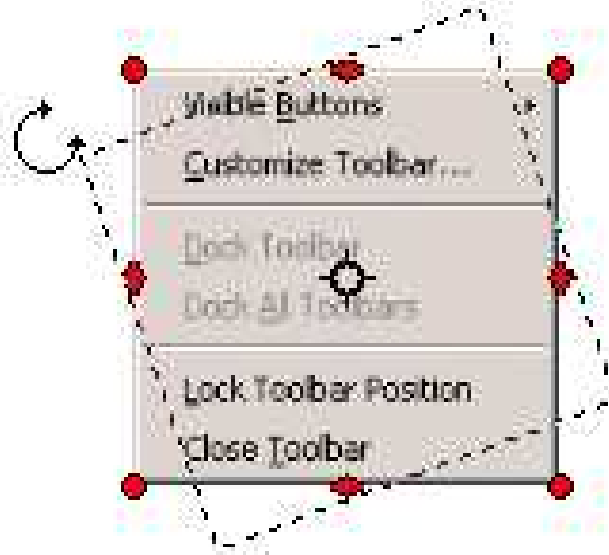 Visible Buttons
Customize Toolbar...
Dock Toolbar
Dock All Toolbars
Lock Toolbar Position
Close Toolbar